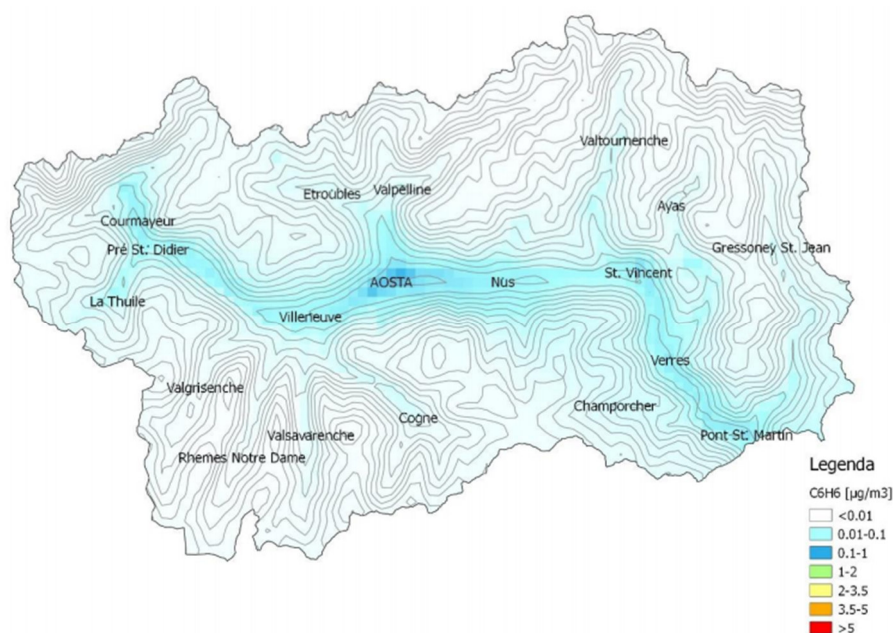 Valtournenche
Etroubles
Valpelline
Ayas
Courmayeur
Pré St. Didier
Gressoney St. Jean
La Thuile
AOSTA
Nus
St. Vincent
Villeneuve
Verres
Valgrisenche
Champorcher
Cogne
Valsavarenche
Pont St. Martin
Rhemes Notre Dame
Legenda
C6H6 [µg/m3]
<0.01
0.01-0.1
0.1-1
1-2
2-3.5
3.5-5
>5